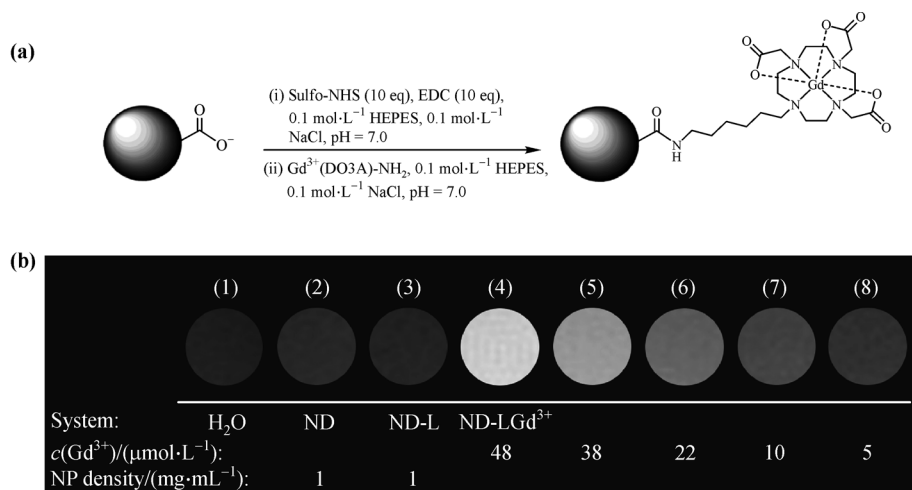 (a)
(i) Sulfo-NHS (10 eq), EDC (10 eq),
0.1 mol·L⁻¹ HEPES, 0.1 mol·L⁻¹
NaCl, pH = 7.0
(ii) Gd³⁺(DO3A)-NH₂, 0.1 mol·L⁻¹ HEPES,
0.1 mol·L⁻¹ NaCl, pH = 7.0
O
O⁻
O
N
H
N
N
N
N
Gd
O
O
O
O
O
O
(b)
(1) (2) (3) (4) (5) (6) (7) (8)
System: H₂O ND ND-L ND-LGd³⁺
c(Gd³⁺)/(μmol·L⁻¹): 48 38 22 10 5
NP density/(mg·mL⁻¹): 1 1